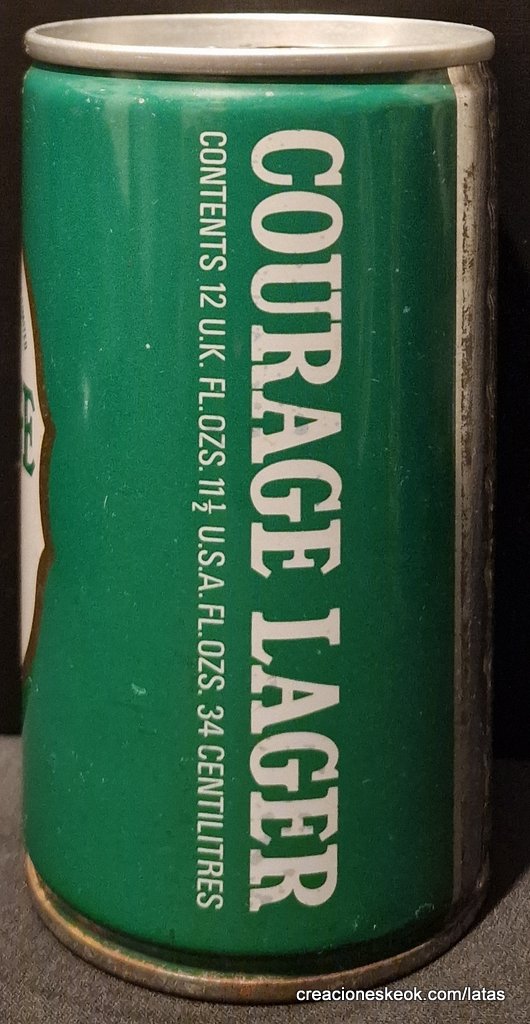 COURAGE LAGER
CONTENTS 12 U.K. FL.OZS. 11½ U.S.A. FL.OZS. 34 CENTILITRES
creacioneskeok.com/latas